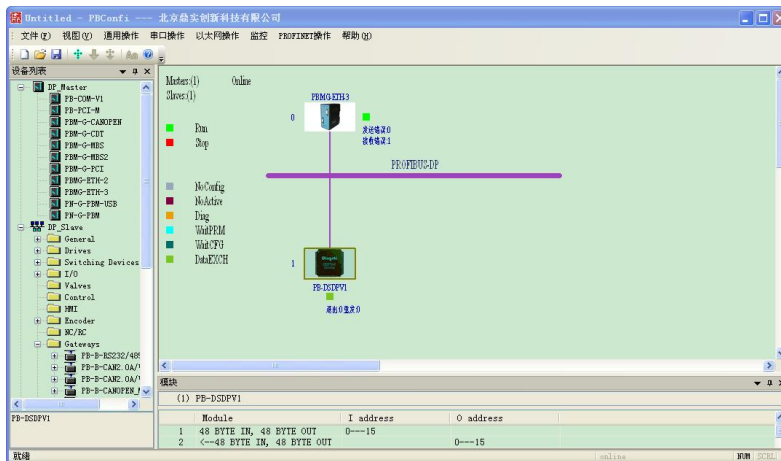 Untitled - PBConfi --- 北京鼎实创新科技有限公司
文件(F) 视图(V) 通用操作 串口操作 以太网操作 监控 PROFINET操作 帮助(H)
设备列表
DP_Master
PB-COM-V1
PB-PCI-M
PBM-G-CANOPEN
PBM-G-CDT
PBM-G-MBS
PBM-G-MBS2
PBM-G-PCI
PBMG-ETH-2
PBMG-ETH-3
PN-G-PBM-USB
PN-G-PBM
DP_Slave
General
Drives
Switching Devices
I/O
Valves
Control
HMI
Encoder
NC/RC
Gateways
PB-B-RS232/485
PB-B-CAN2.0A/
PB-B-CAN2.0A/
PB-B-CANOPEN_
PB-DSDPV1
Masters:(1) Online
Slaves:(1)
PBMG-ETH-3
0
发送错误:0
接收错误:1
Run
Stop
PROFIBUS-DP
NoConfig
NoActive
Diag
WaitPRM
WaitCFG
DataEXCH
1
PB-DSDPV1
退出:0 重发:0
模块
(1) PB-DSDPV1
Module I address O address
1 48 BYTE IN, 48 BYTE OUT 0---15
2 <--48 BYTE IN, 48 BYTE OUT 0---15
就绪
online NUM SCRL